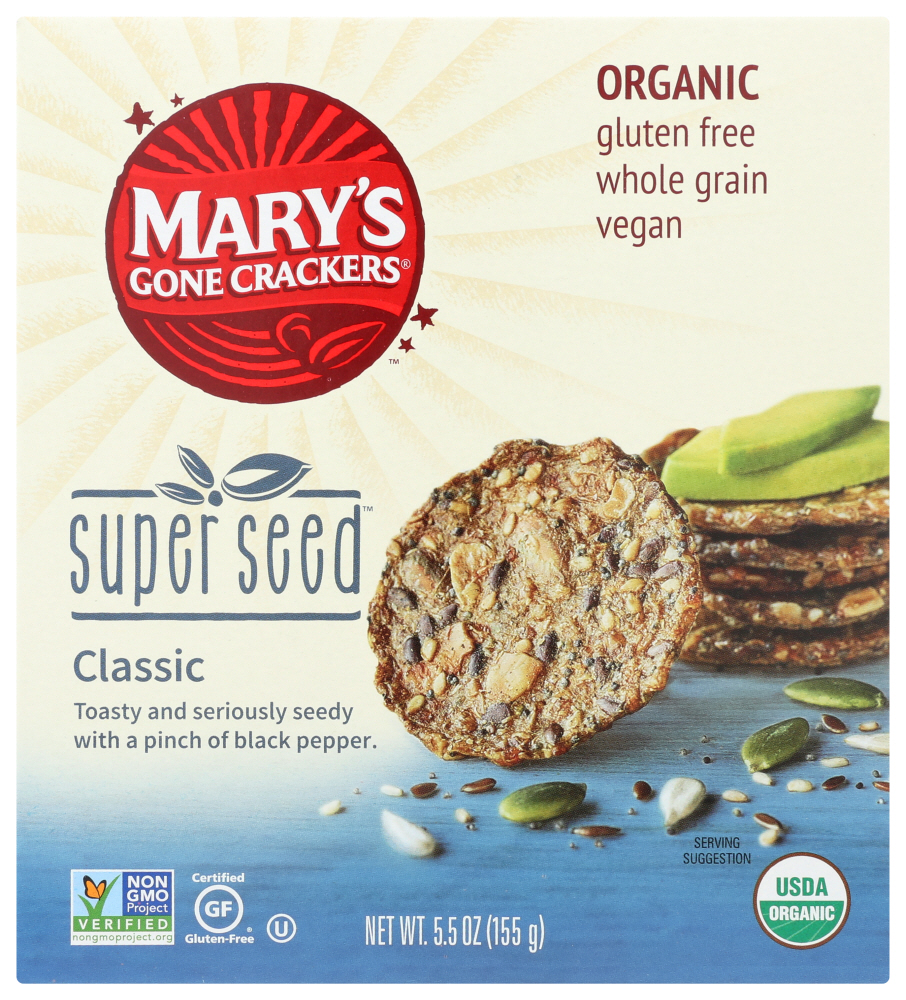 ORGANIC
gluten free
whole grain
vegan
MARY'S
GONE CRACKERS®
™
super seed™
Classic
Toasty and seriously seedy
with a pinch of black pepper.
SERVING
SUGGESTION
NON
GMO
Project
VERIFIED
nongmoproject.org
Certified
GF
®
Gluten-Free
U
NET WT. 5.5 OZ (155 g)
USDA
ORGANIC